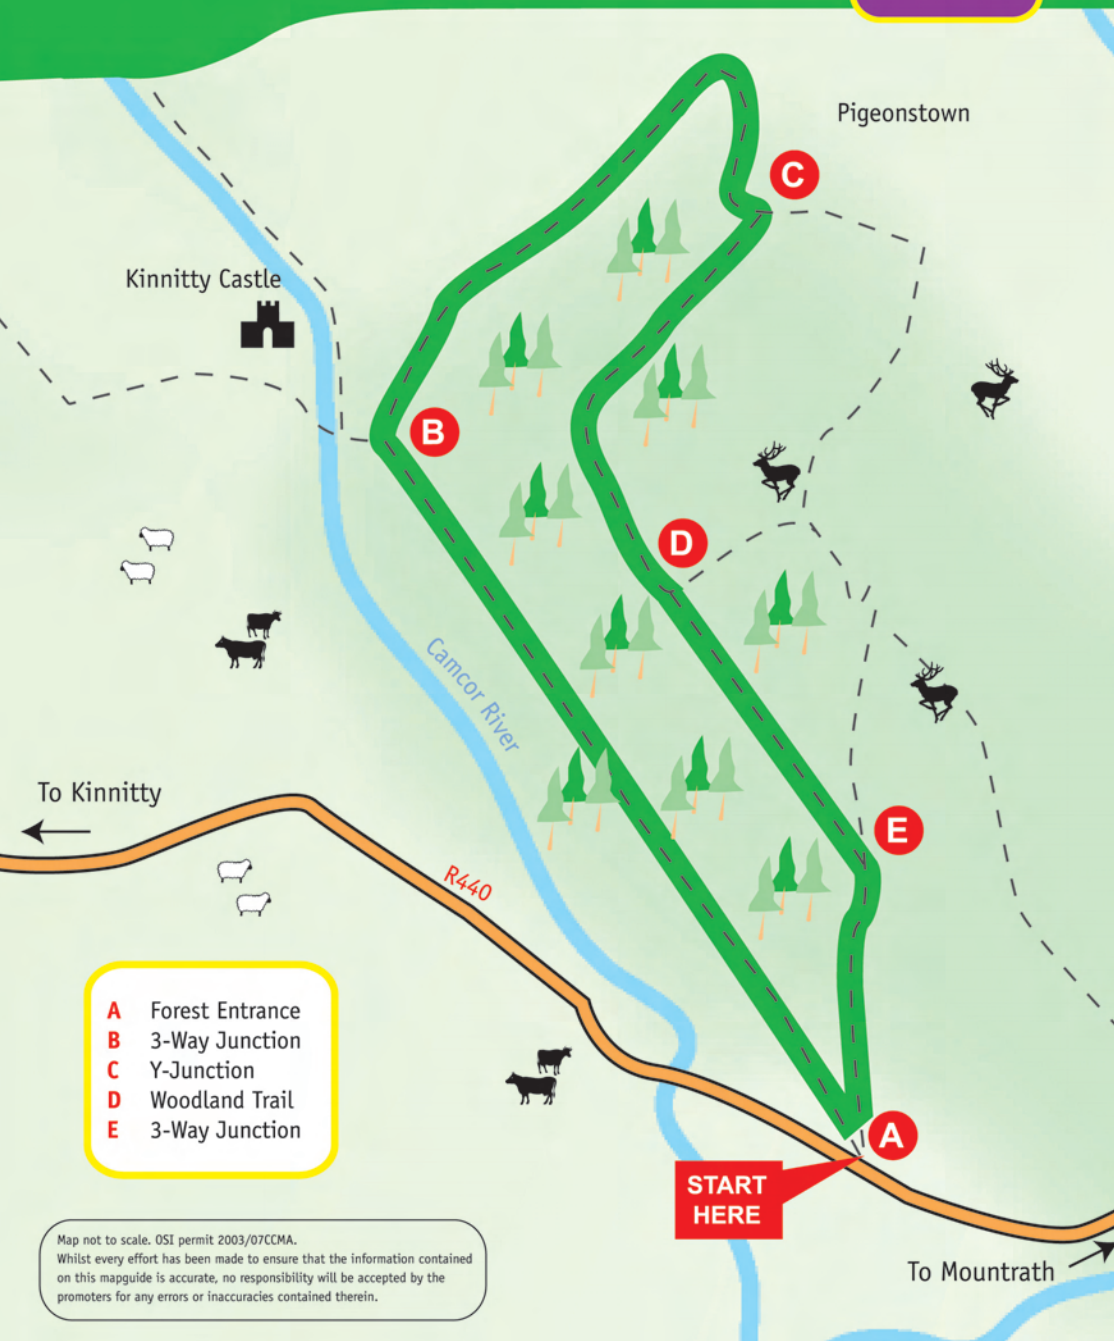 Pigeonstown
C
Kinnitty Castle
B
D
Camcor River
To Kinnitty
E
R440
A Forest Entrance
B 3-Way Junction
C Y-Junction
D Woodland Trail
E 3-Way Junction
A
START
HERE
Map not to scale. OSI permit 2003/07CCMA.
Whilst every effort has been made to ensure that the information contained
on this mapguide is accurate, no responsibility will be accepted by the
promoters for any errors or inaccuracies contained therein.
To Mountrath